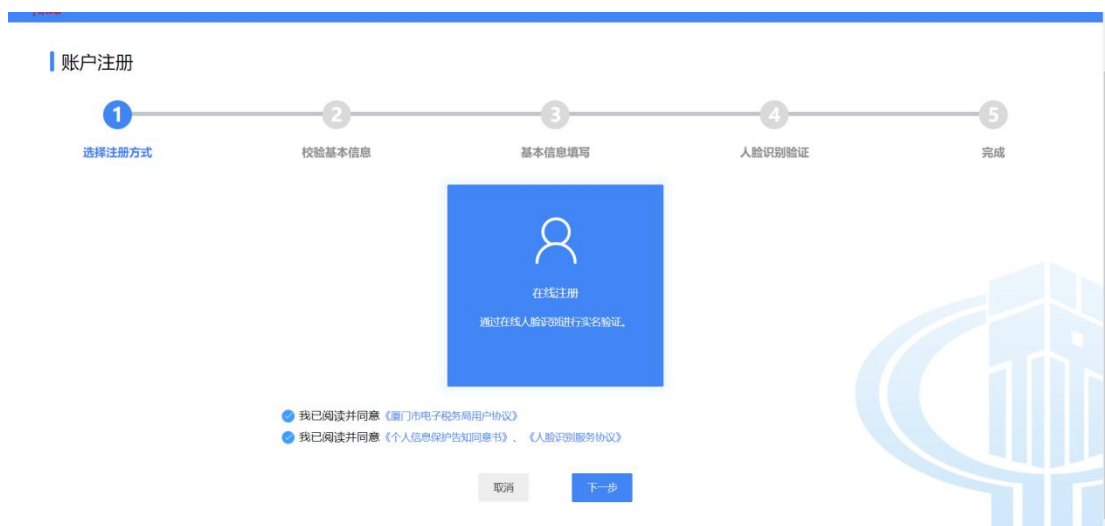 账户注册
1 2 3 4 5
选择注册方式 校验基本信息 基本信息填写 人脸识别验证 完成
在线注册
通过在线人脸识别进行实名验证。
我已阅读并同意《厦门市电子税务局用户协议》
我已阅读并同意《个人信息保护告知同意书》、《人脸识别服务协议》
取消 下一步